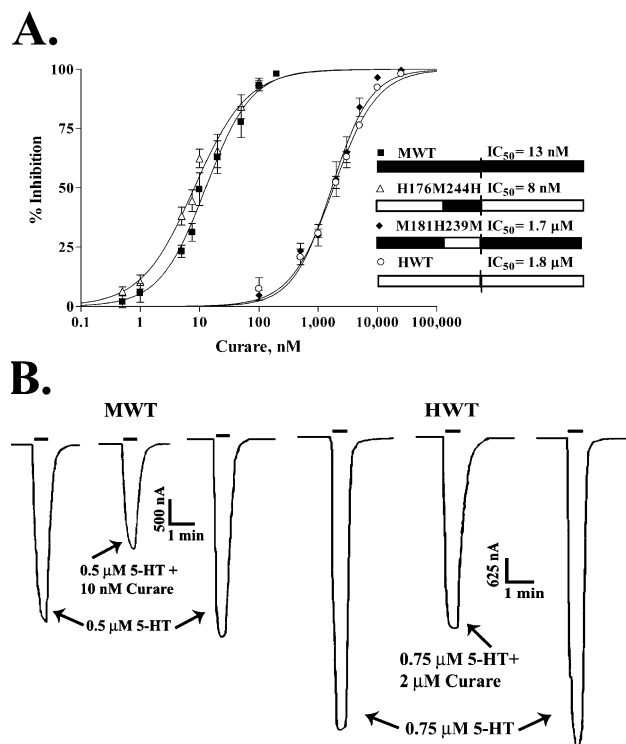 A.
% Inhibition
100
75
50
25
0
0.1 1 10 100 1,000 10,000 100,000
Curare, nM
MWT IC50= 13 nM
H176M244H IC50= 8 nM
M181H239M IC50= 1.7 μM
HWT IC50= 1.8 μM
B.
MWT
HWT
500 nA
1 min
0.5 μM 5-HT +
10 nM Curare
0.5 μM 5-HT
625 nA
1 min
0.75 μM 5-HT+
2 μM Curare
0.75 μM 5-HT